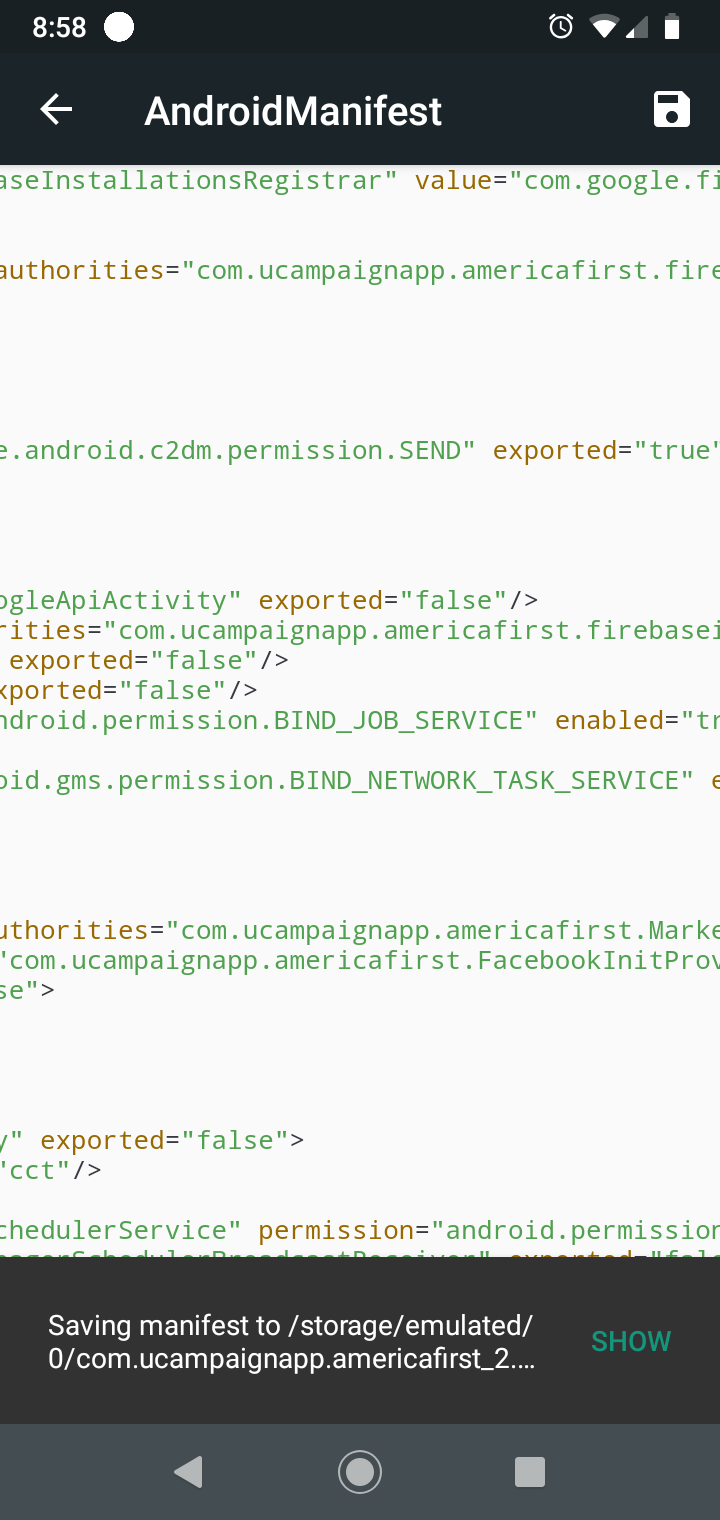 8:58
AndroidManifest
aseInstallationsRegistrar" value="com.google.fi
authorities="com.ucampaignapp.americafirst.fire
e.android.c2dm.permission.SEND" exported="true"
ogleApiActivity" exported="false"/>
rities="com.ucampaignapp.americafirst.firebasei
exported="false"/>
xported="false"/>
ndroid.permission.BIND_JOB_SERVICE" enabled="tr
oid.gms.permission.BIND_NETWORK_TASK_SERVICE" e
uthorities="com.ucampaignapp.americafirst.Marke
"com.ucampaignapp.americafirst.FacebookInitProv
se">
y" exported="false">
"cct"/>
chedulerService" permission="android.permission
nagerSchedulerBroadcastReceiver" exported="fals
Saving manifest to /storage/emulated/
0/com.ucampaignapp.americafirst_2.…
SHOW